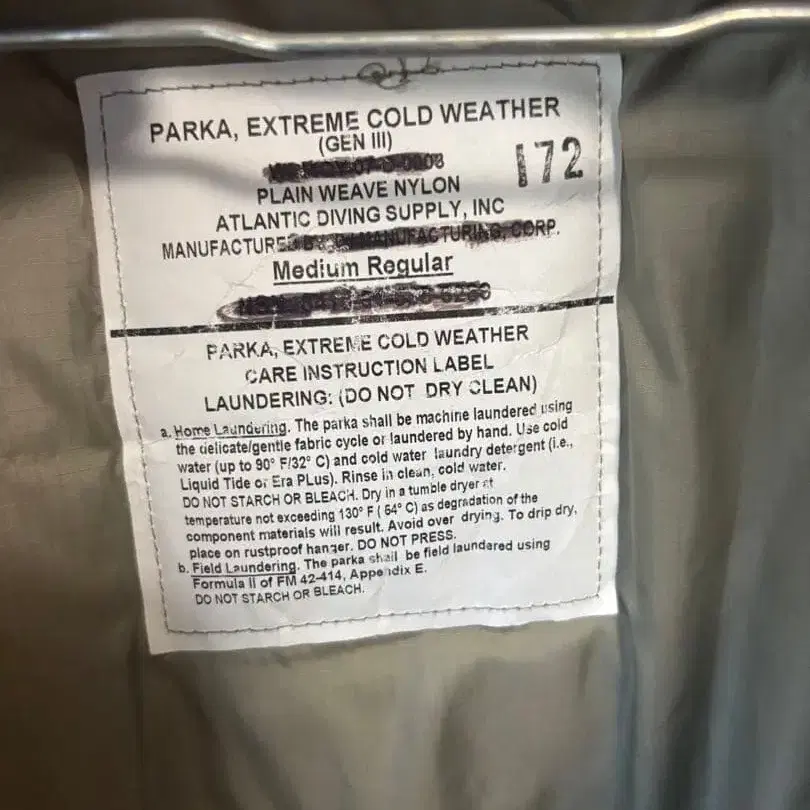 PARKA, EXTREME COLD WEATHER
(GEN III)
172
PLAIN WEAVE NYLON
ATLANTIC DIVING SUPPLY, INC
MANUFACTURED MANUFACTURING, CORP.
Medium Regular
PARKA, EXTREME COLD WEATHER
CARE INSTRUCTION LABEL
LAUNDERING: (DO NOT DRY CLEAN)
a. Home Laundering. The parka shall be machine laundered using
the delicate/gentle fabric cycle or laundered by hand. Use cold
water (up to 90° F/32° C) and cold water laundry detergent (i.e.,
Liquid Tide or Era PLus). Rinse in clean, cold water.
DO NOT STARCH OR BLEACH. Dry in a tumble dryer at
temperature not exceeding 130° F ( 54° C) as degradation of the
component materials will result. Avoid over drying. To drip dry,
place on rustproof hanger. DO NOT PRESS.
b. Field Laundering. The parka shall be field laundered using
Formula II of FM 42-414, Appendix E.
DO NOT STARCH OR BLEACH.